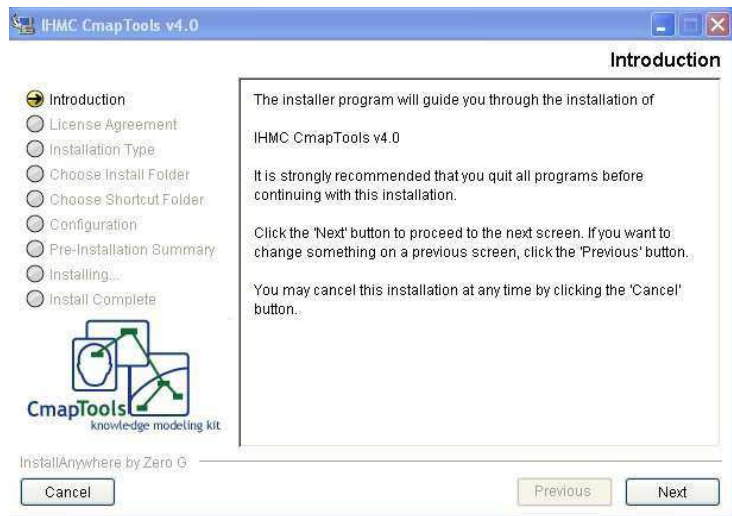 IHMC CmapTools v4.0
Introduction
Introduction
License Agreement
Installation Type
Choose Install Folder
Choose Shortcut Folder
Configuration
Pre-Installation Summary
Installing...
Install Complete
CmapTools
knowledge modeling kit
The installer program will guide you through the installation of
IHMC CmapTools v4.0
It is strongly recommended that you quit all programs before
continuing with this installation.
Click the 'Next' button to proceed to the next screen. If you want to
change something on a previous screen, click the 'Previous' button.
You may cancel this installation at any time by clicking the 'Cancel'
button.
InstallAnywhere by Zero G
Cancel
Previous
Next